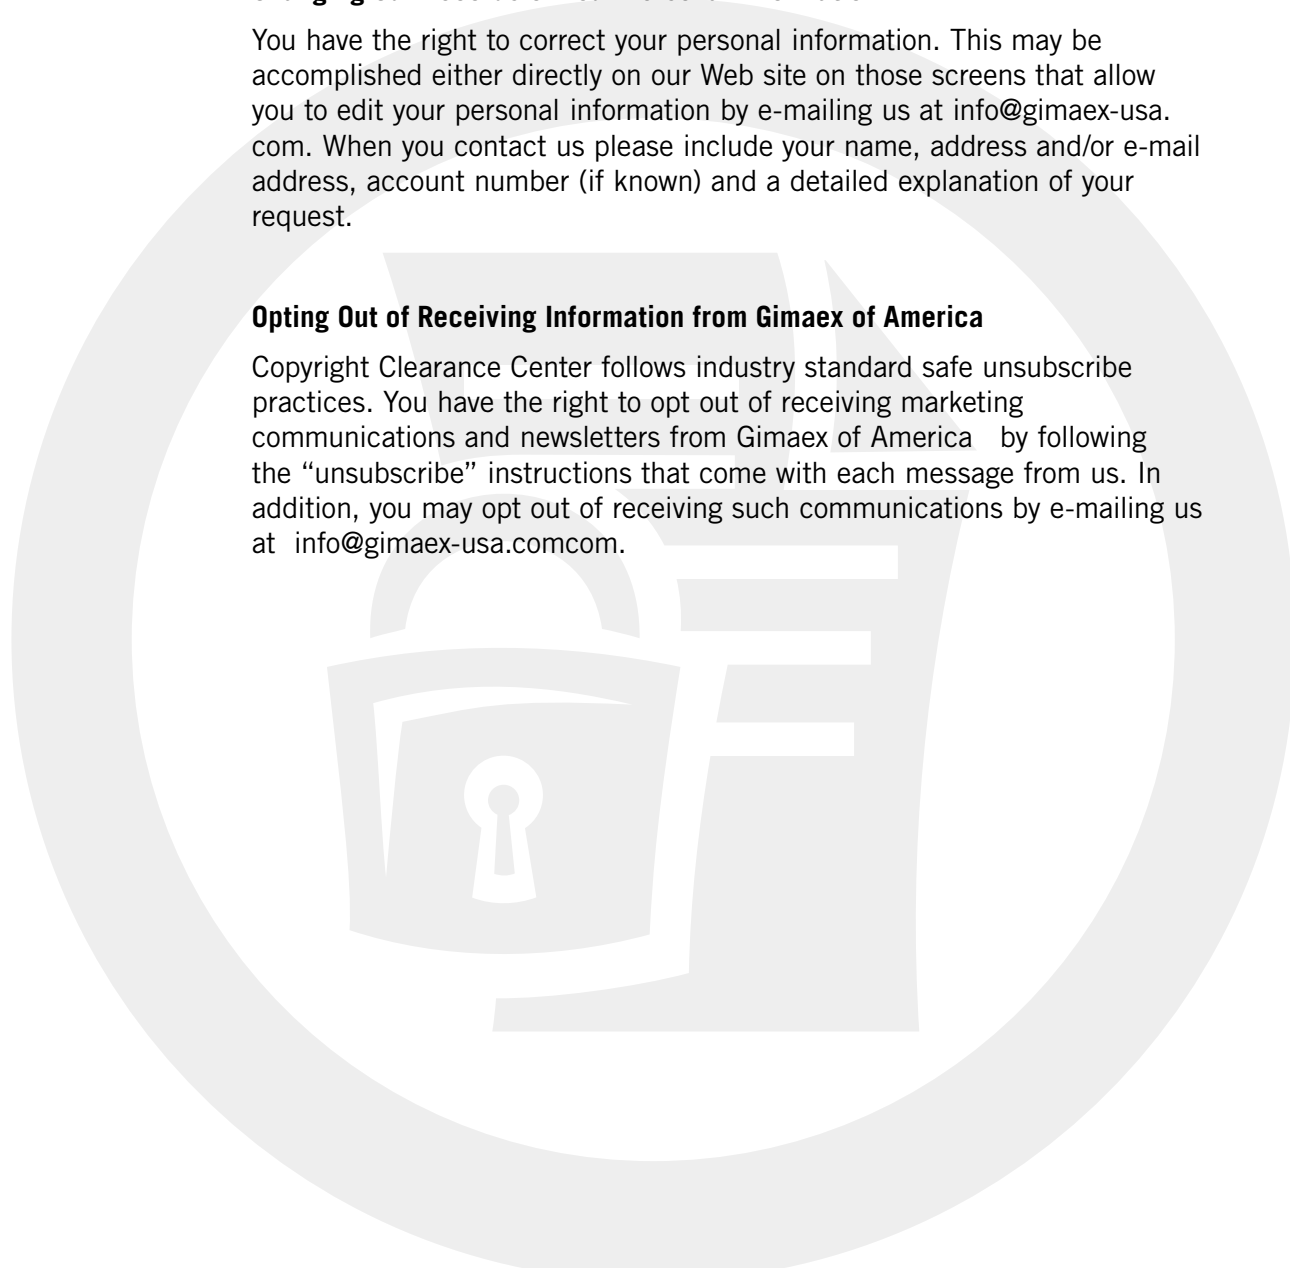 You have the right to correct your personal information. This may be
accomplished either directly on our Web site on those screens that allow
you to edit your personal information by e-mailing us at info@gimaex-usa.
com. When you contact us please include your name, address and/or e-mail
address, account number (if known) and a detailed explanation of your
request.
Opting Out of Receiving Information from Gimaex of America
Copyright Clearance Center follows industry standard safe unsubscribe
practices. You have the right to opt out of receiving marketing
communications and newsletters from Gimaex of America by following
the “unsubscribe” instructions that come with each message from us. In
addition, you may opt out of receiving such communications by e-mailing us
at info@gimaex-usa.comcom.